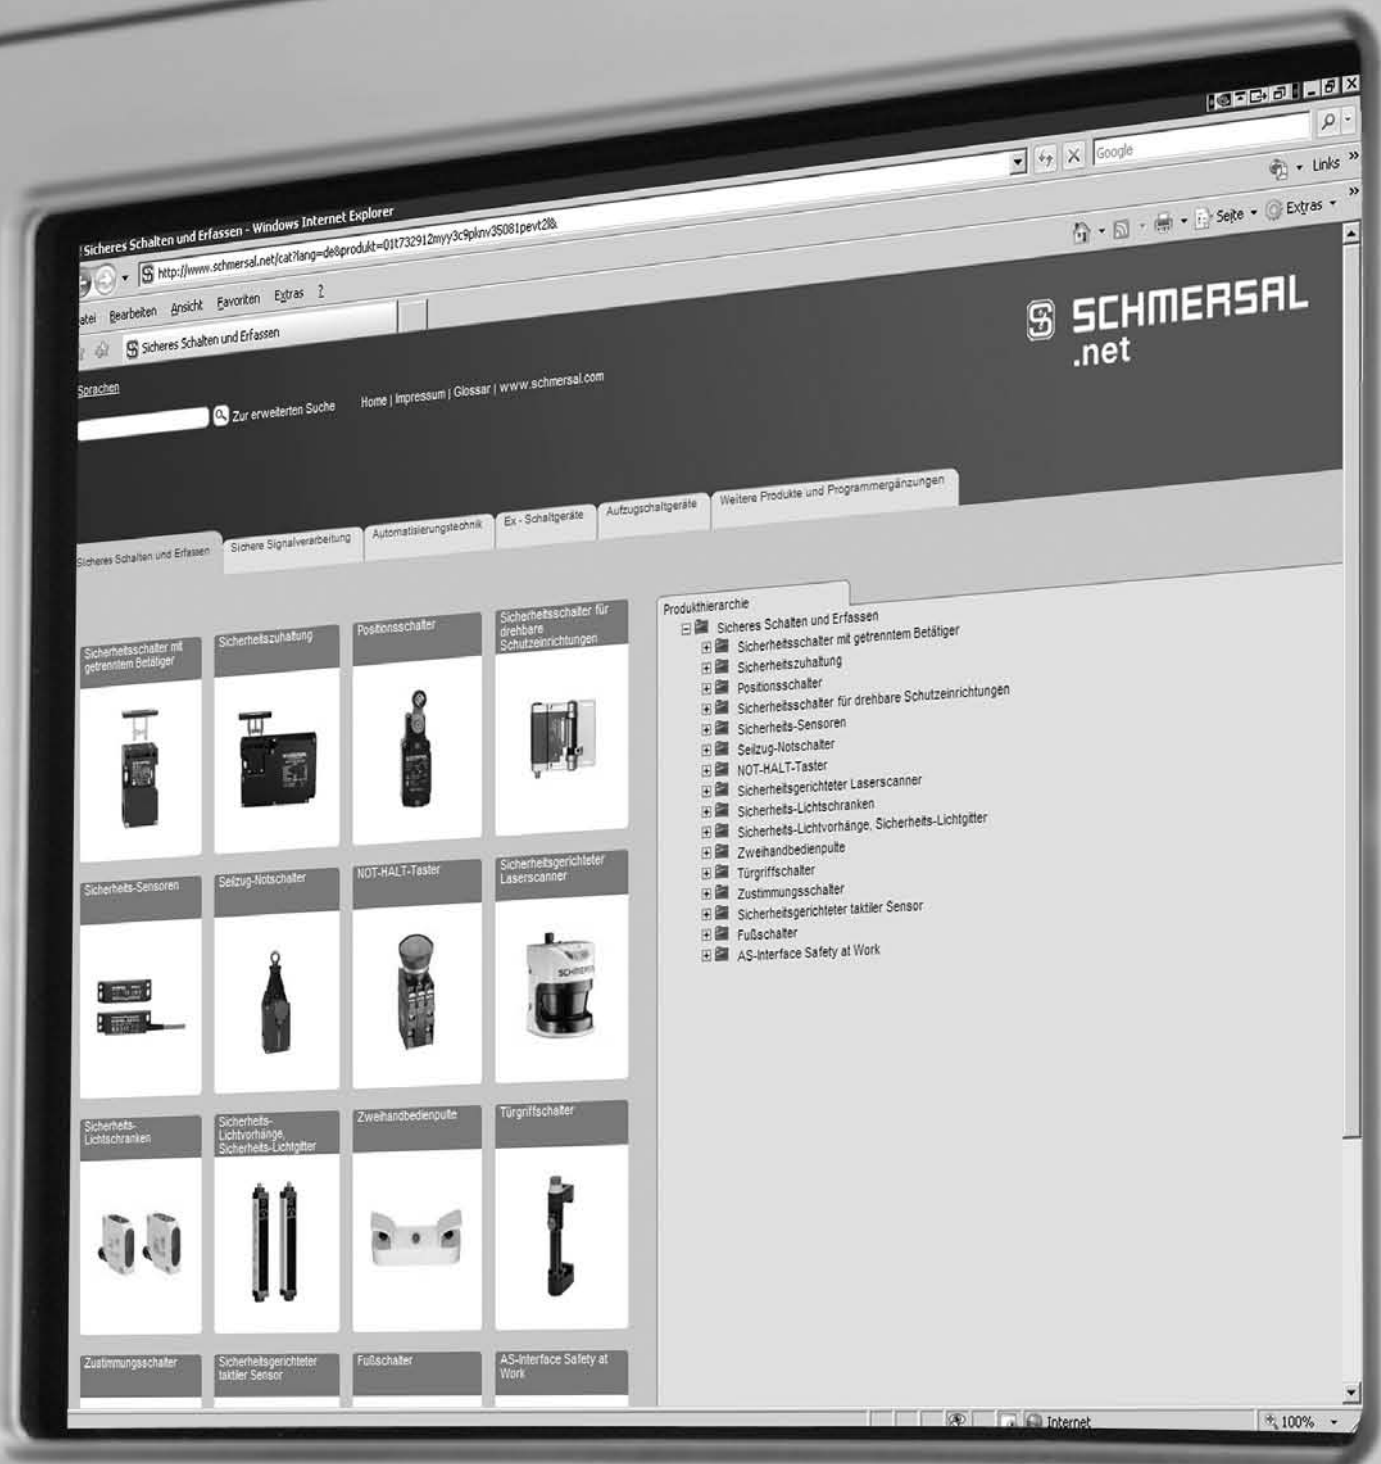 Sicheres Schalten und Erfassen - Windows Internet Explorer
Google
Links
http://www.schmersal.net/cat?lang=de&produkt=01t732912myy3c9pknv35081pevt2l&
Bearbeiten Ansicht Favoriten Extras ?
Seite Extras
Sicheres Schalten und Erfassen
SCHMERSAL
.net
Sprachen
Zur erweiterten Suche Home | Impressum | Glossar | www.schmersal.com
Sicheres Schalten und Erfassen
Sichere Signalverarbeitung
Automatisierungstechnik
Ex - Schaltgeräte
Aufzugschaltgeräte
Weitere Produkte und Programmergänzungen
Sicherheitsschalter mit
getrenntem Betätiger
Sicherheitszuhaltung
Positionsschalter
Sicherheitsschalter für
drehbare
Schutzeinrichtungen
Sicherheits-Sensoren
Seilzug-Notschalter
NOT-HALT-Taster
Sicherheitsgerichteter
Laserscanner
Sicherheits-
Lichtschranken
Sicherheits-
Lichtvorhänge,
Sicherheits-Lichtgitter
Zweihandbedienpulte
Türgriffschalter
Zustimmungsschalter
Sicherheitsgerichteter
taktiler Sensor
Fußschalter
AS-Interface Safety at
Work
Produkthierarchie
Sicheres Schalten und Erfassen
Sicherheitsschalter mit getrenntem Betätiger
Sicherheitszuhaltung
Positionsschalter
Sicherheitsschalter für drehbare Schutzeinrichtungen
Sicherheits-Sensoren
Seilzug-Notschalter
NOT-HALT-Taster
Sicherheitsgerichteter Laserscanner
Sicherheits-Lichtschranken
Sicherheits-Lichtvorhänge, Sicherheits-Lichtgitter
Zweihandbedienpulte
Türgriffschalter
Zustimmungsschalter
Sicherheitsgerichteter taktiler Sensor
Fußschalter
AS-Interface Safety at Work
Internet
100%